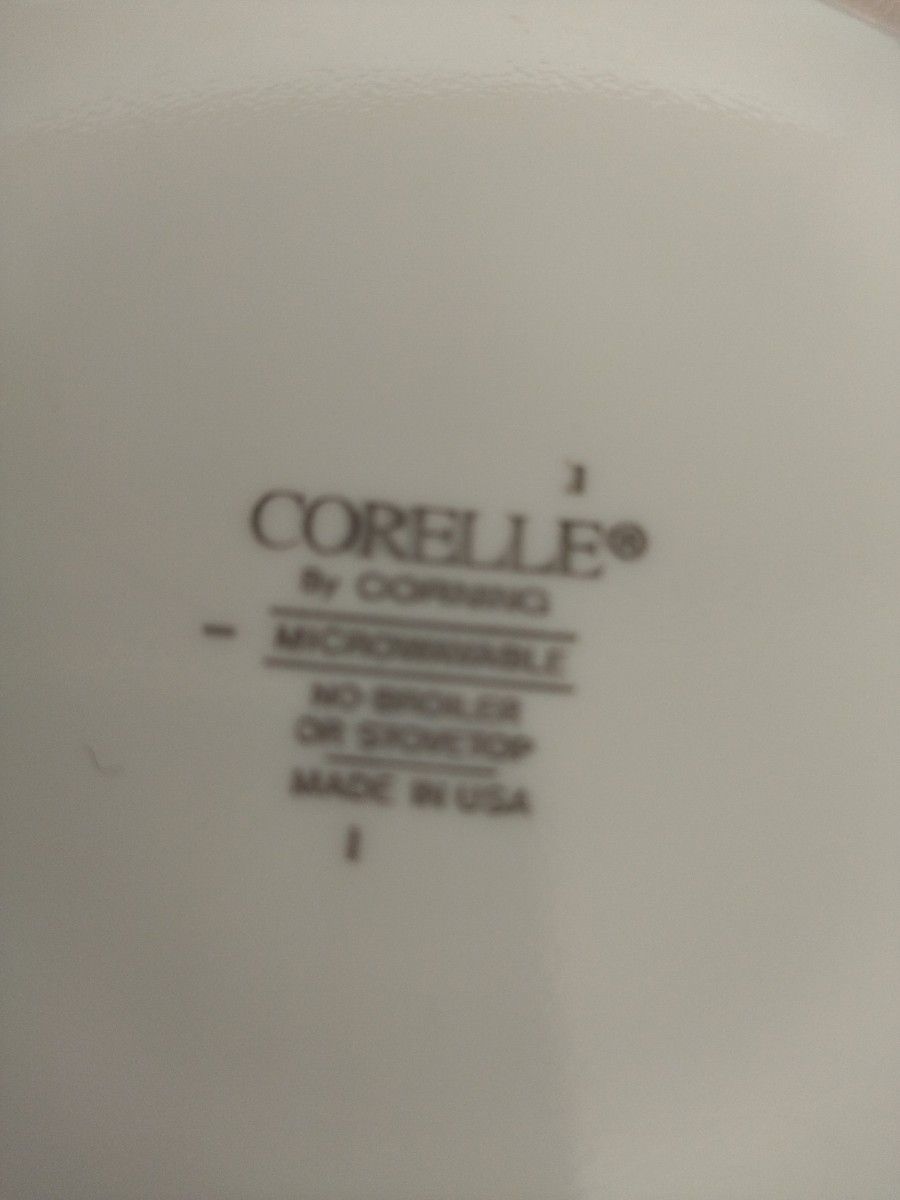 CORELLE®
By CORNING
MICROWAVABLE
NO BROILER
OR STOVETOP
MADE IN USA